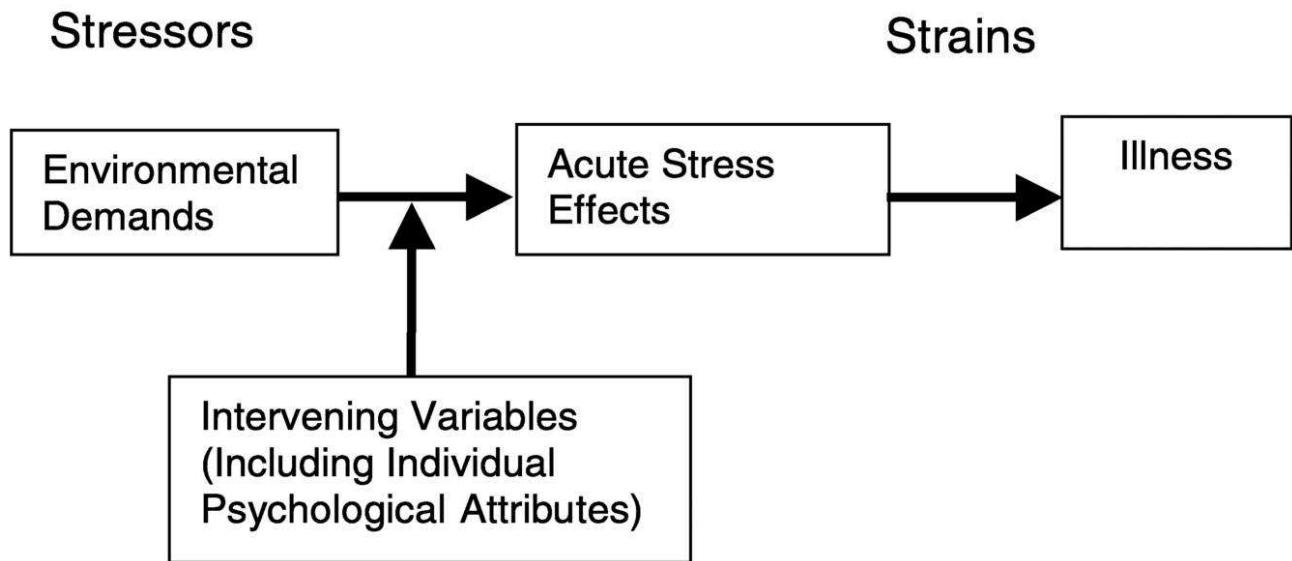 Stressors
Strains
Environmental
Demands
Acute Stress
Effects
Illness
Intervening Variables
(Including Individual
Psychological Attributes)